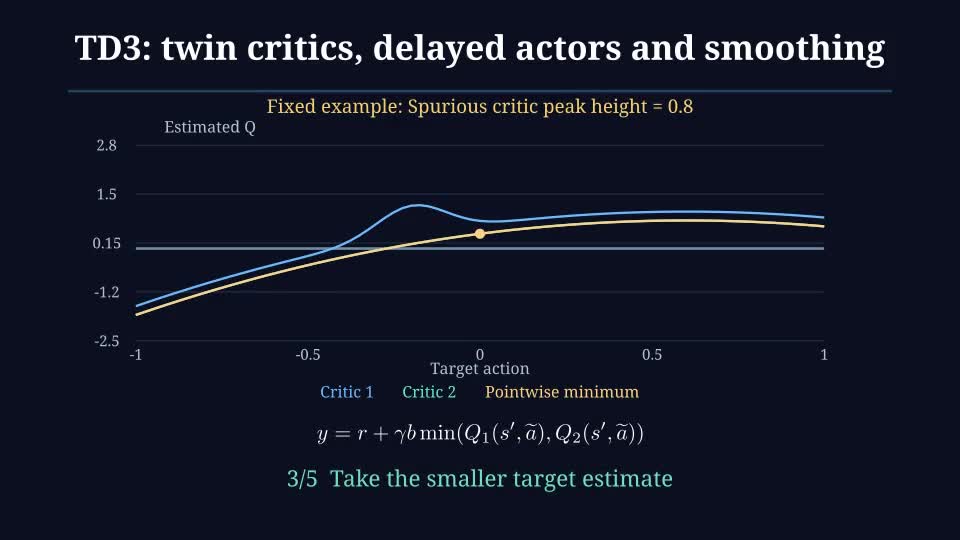 TD3: twin critics, delayed actors and smoothing
Fixed example: Spurious critic peak height = 0.8
Estimated Q
2.8
1.5
0.15
-1.2
-2.5
-1 -0.5 0 0.5 1
Target action
Critic 1 Critic 2 Pointwise minimum
y = r + γb min(Q₁(s′, ã), Q₂(s′, ã))
3/5 Take the smaller target estimate